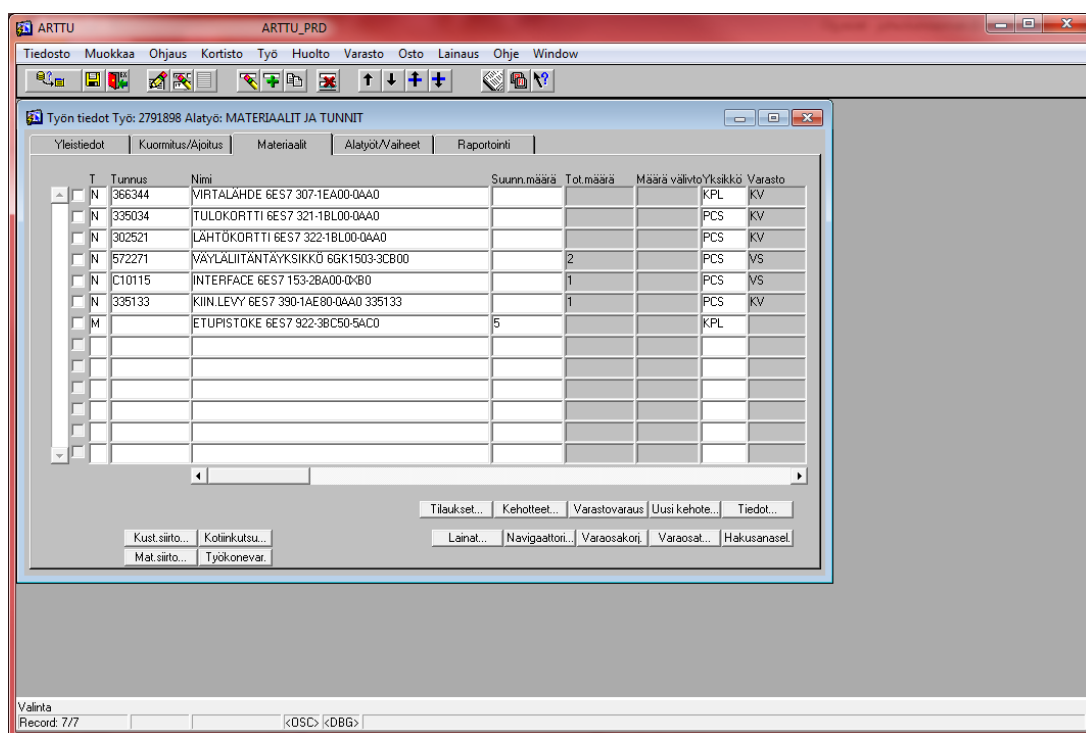 ARTTU ARTTU_PRD
Tiedosto Muokkaa Ohjaus Kortisto Työ Huolto Varasto Osto Lainaus Ohje Window
Työn tiedot Työ: 2791898 Alatyö: MATERIAALIT JA TUNNIT
Yleistiedot Kuormitus/Ajoitus Materiaalit Alatyöt/Vaiheet Raportointi
T Tunnus Nimi Suunn.määrä Tot.määrä Määrä välivto Yksikkö Varasto
N 366344 VIRTALÄHDE 6ES7 307-1EA00-0AA0 KPL KV
N 335034 TULOKORTTI 6ES7 321-1BL00-0AA0 PCS KV
N 302521 LÄHTÖKORTTI 6ES7 322-1BL00-0AA0 PCS KV
N 572271 VÄYLÄLIITÄNTÄYKSIKKÖ 6GK1503-3CB00 2 PCS VS
N C10115 INTERFACE 6ES7 153-2BA00-0XB0 1 PCS VS
N 335133 KIIN.LEVY 6ES7 390-1AE80-0AA0 335133 1 PCS KV
M ETUPISTOKE 6ES7 922-3BC50-5AC0 5 KPL
Tilaukset... Kehotteet... Varastovaraus Uusi kehote... Tiedot...
Kust.siirto... Kotiinkutsu... Lainat... Navigaattori... Varaosakorj. Varaosat... Hakusanasel.
Mat.siirto... Työkonevar.
Valinta
Record: 7/7 <OSC> <DBG>